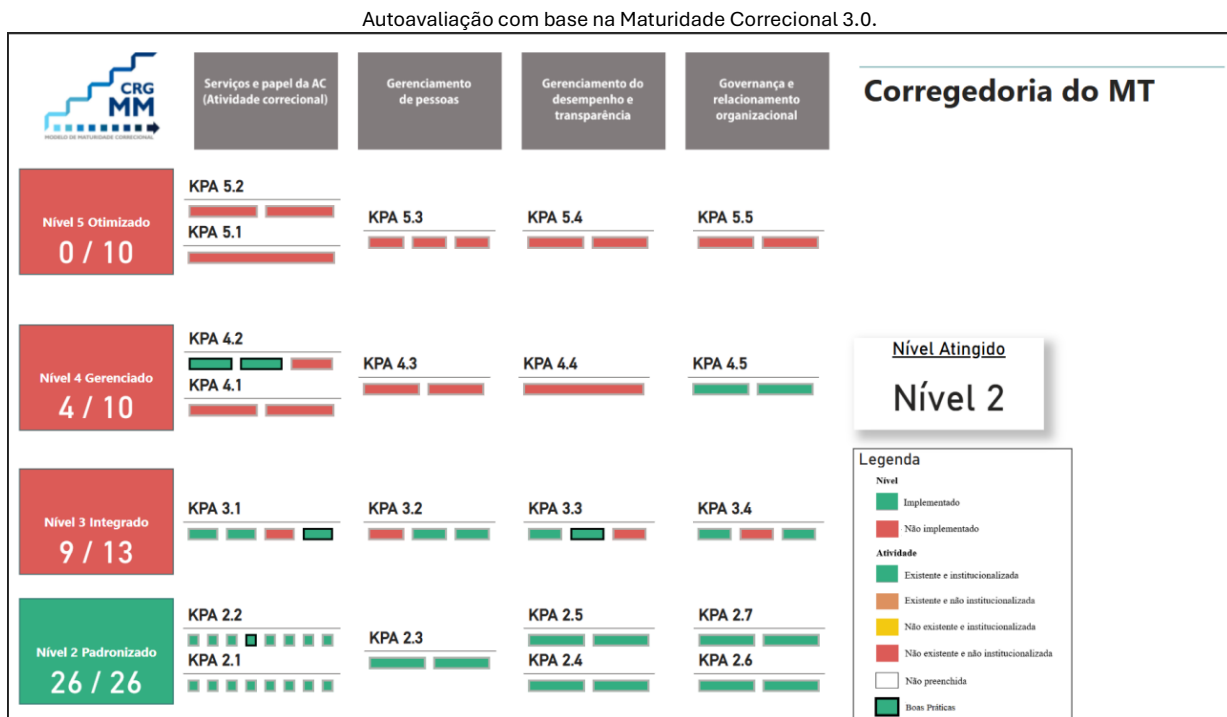 Autoavaliação com base na Maturidade Correcional 3.0.
CRG
MM
MODELO DE MATURIDADE CORRECIONAL
Serviços e papel da AC
(Atividade correcional)
Gerenciamento
de pessoas
Gerenciamento do
desempenho e
transparência
Governança e
relacionamento
organizacional
Corregedoria do MT
Nível 5 Otimizado
0 / 10
KPA 5.2
KPA 5.1
KPA 5.3
KPA 5.4
KPA 5.5
Nível 4 Gerenciado
4 / 10
KPA 4.2
KPA 4.1
KPA 4.3
KPA 4.4
KPA 4.5
Nível Atingido
Nível 2
Nível 3 Integrado
9 / 13
KPA 3.1
KPA 3.2
KPA 3.3
KPA 3.4
Nível 2 Padronizado
26 / 26
KPA 2.2
KPA 2.1
KPA 2.3
KPA 2.5
KPA 2.4
KPA 2.7
KPA 2.6
Legenda
Nível
Implementado
Não implementado
Atividade
Existente e institucionalizada
Existente e não institucionalizada
Não existente e institucionalizada
Não existente e não institucionalizada
Não preenchida
Boas Práticas